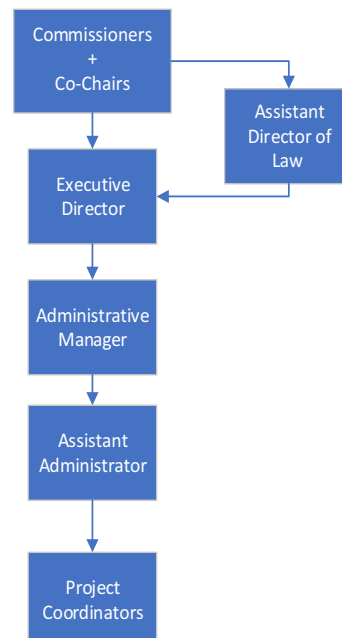 Commissioners
+
Co-Chairs
Assistant
Director of
Law
Executive
Director
Administrative
Manager
Assistant
Administrator
Project
Coordinators